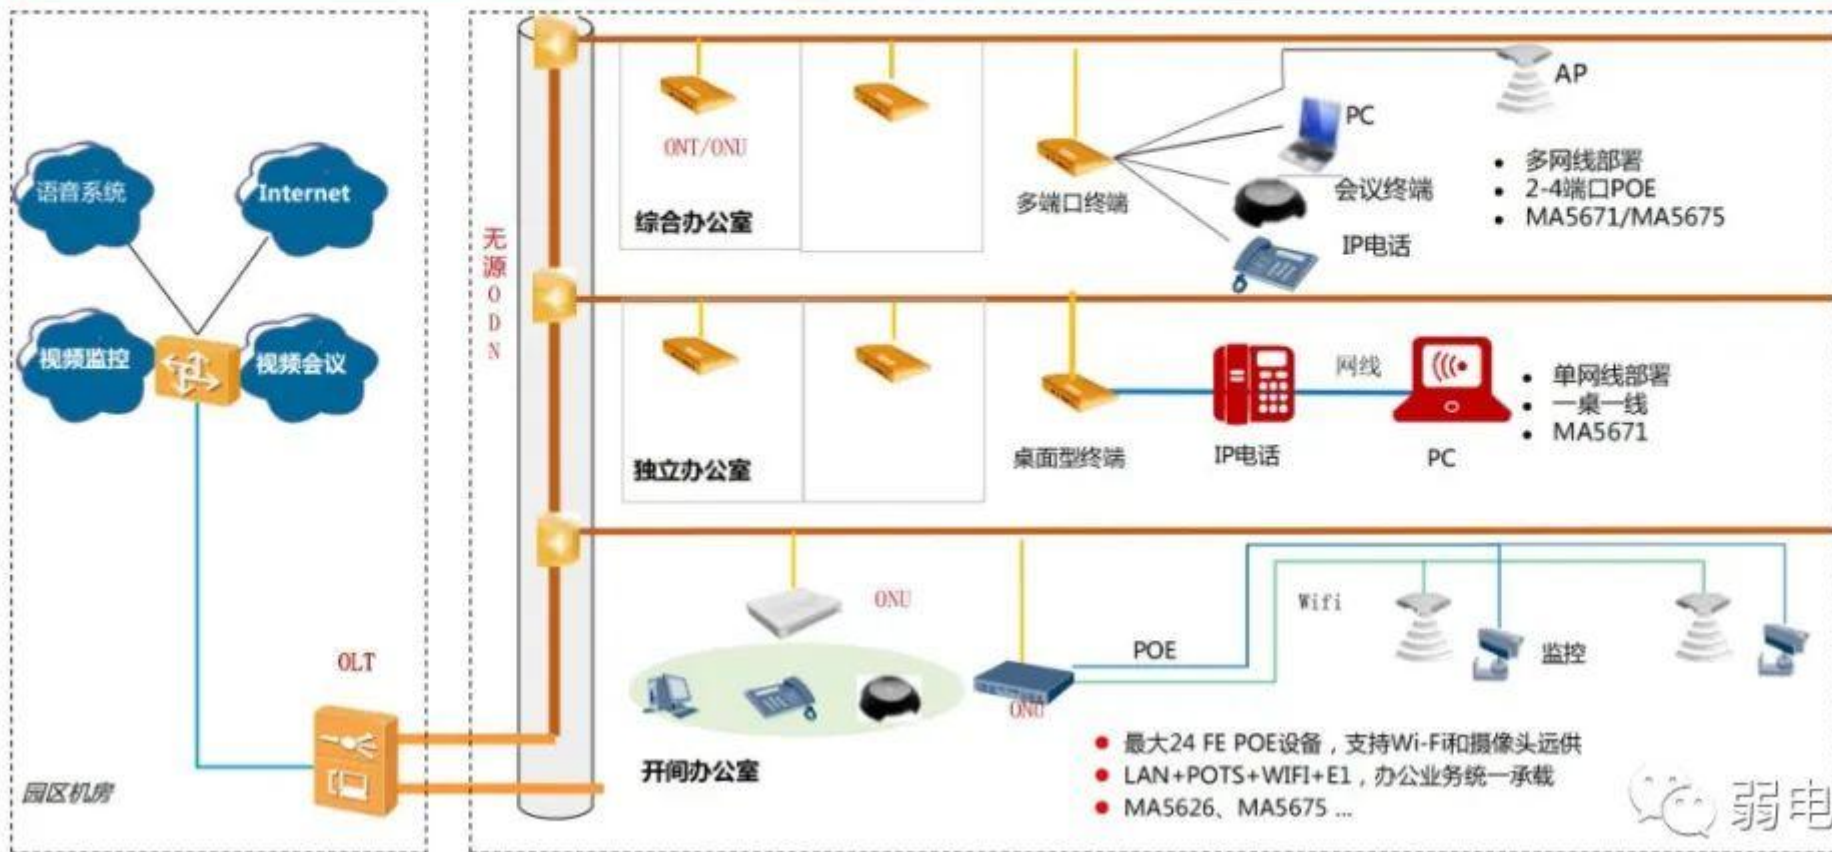 语音系统
Internet
视频监控
视频会议
OLT
园区机房
无
源
O
D
N
ONT/ONU
综合办公室
多端口终端
AP
PC
会议终端
IP电话
多网线部署
2-4端口POE
MA5671/MA5675
独立办公室
桌面型终端
IP电话
网线
PC
单网线部署
一桌一线
MA5671
ONU
开间办公室
ONU
POE
Wifi
监控
最大24 FE POE设备，支持Wi-Fi和摄像头远供
LAN+POTS+WIFI+E1，办公业务统一承载
MA5626、MA5675 ...
弱电